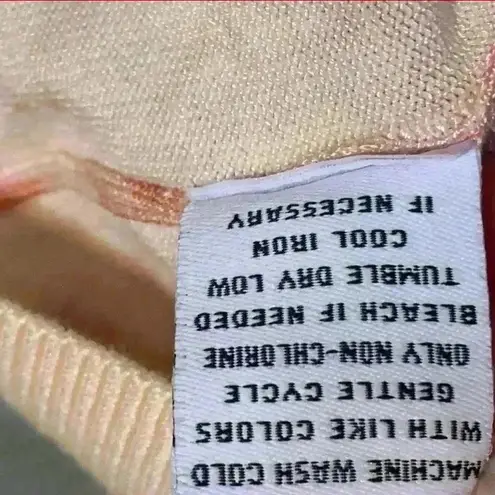 MACHINE WASH COLD
WITH LIKE COLORS
GENTLE CYCLE
ONLY NON-CHLORINE
BLEACH IF NEEDED
TUMBLE DRY LOW
COOL IRON
IF NECESSARY